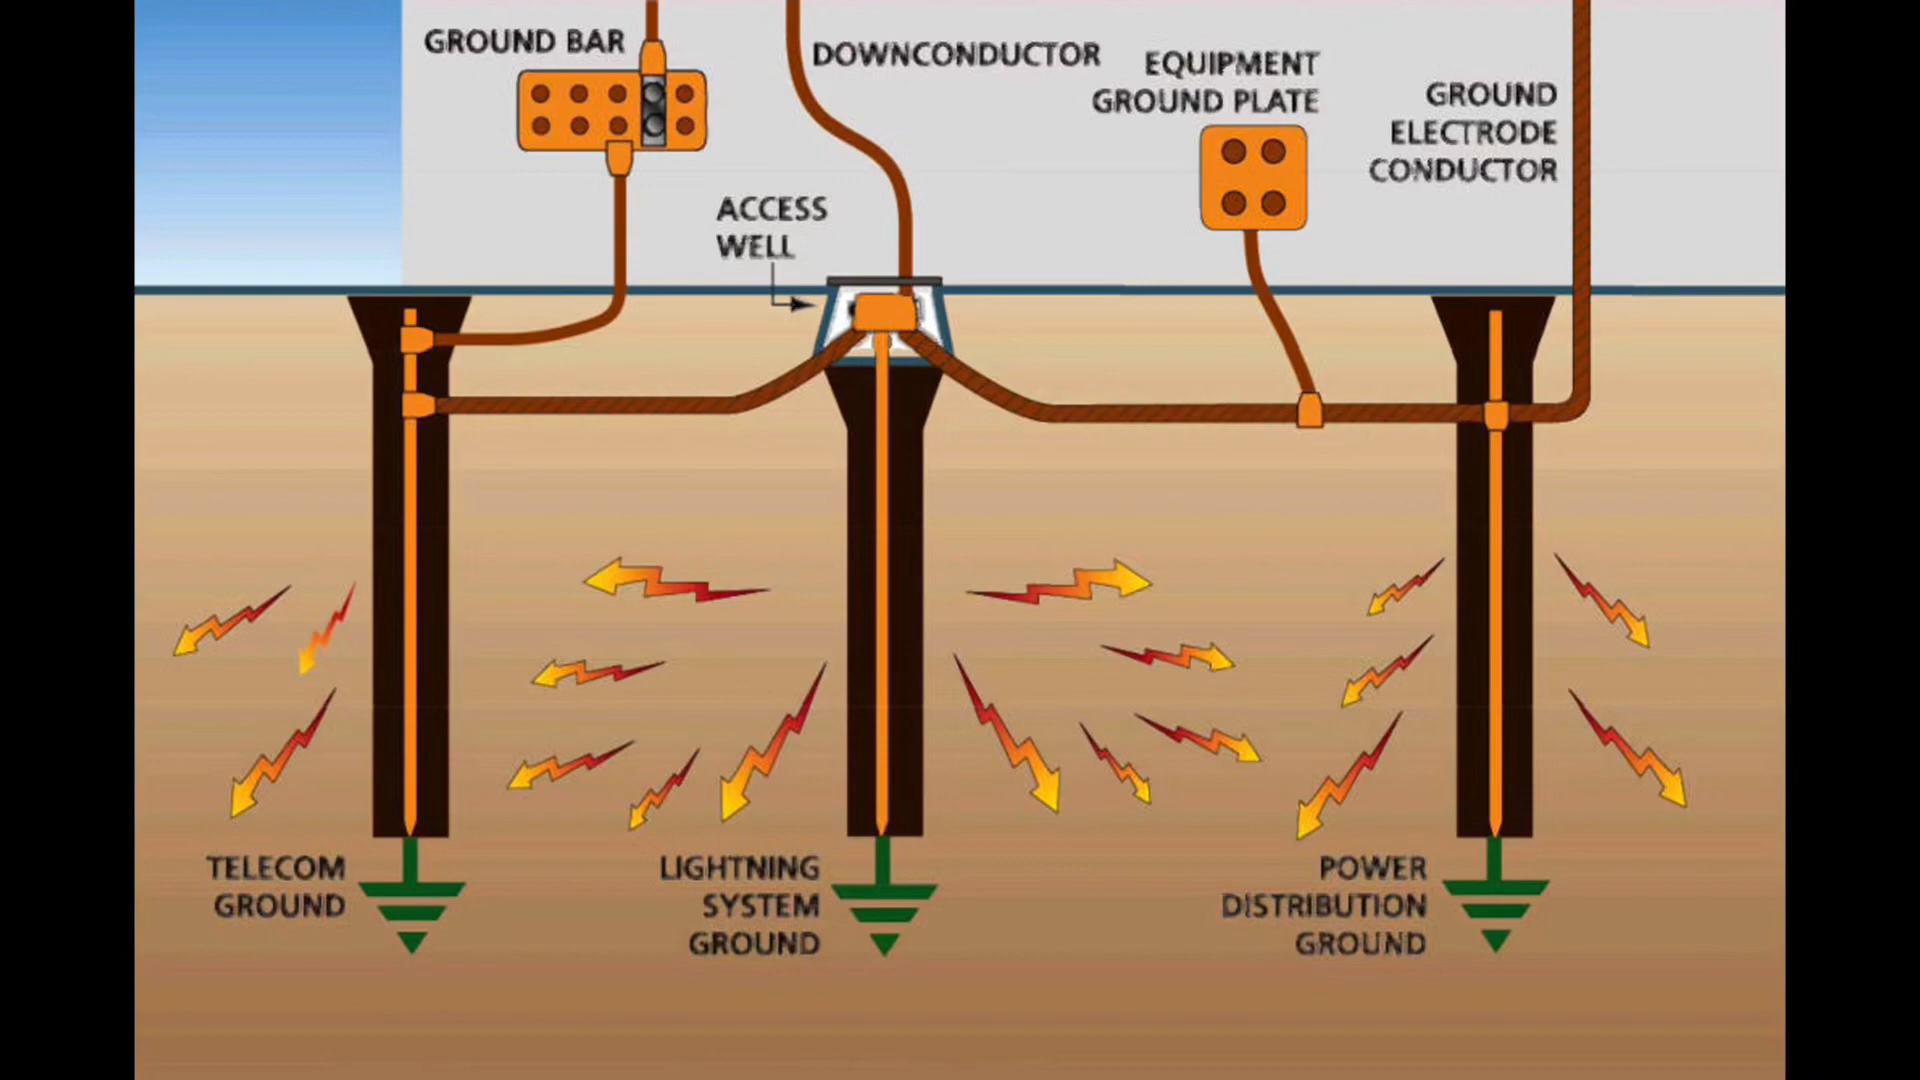 GROUND BAR
DOWNCONDUCTOR
EQUIPMENT
GROUND PLATE
GROUND
ELECTRODE
CONDUCTOR
ACCESS
WELL
TELECOM
GROUND
LIGHTNING
SYSTEM
GROUND
POWER
DISTRIBUTION
GROUND